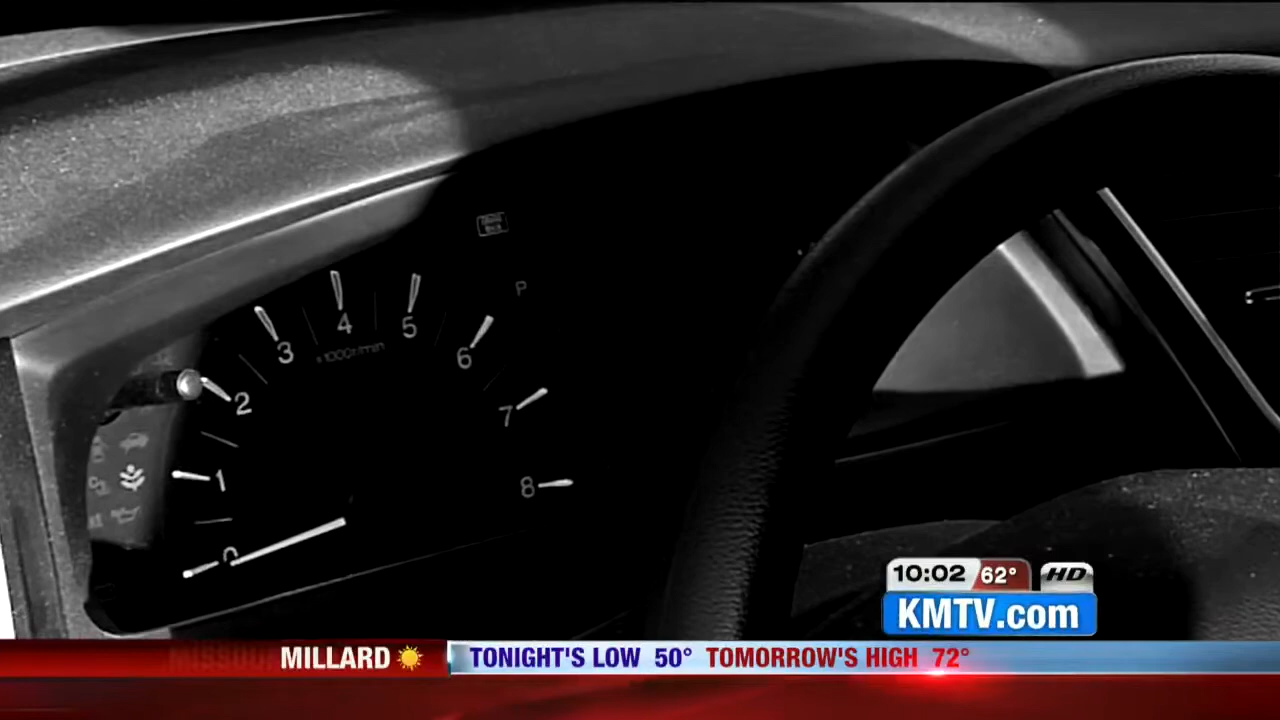 P
4
5
3
x1000r/min
6
2
7
1
8
0
10:02 62° HD
KMTV.com
MILLARD TONIGHT'S LOW 50° TOMORROW'S HIGH 72°